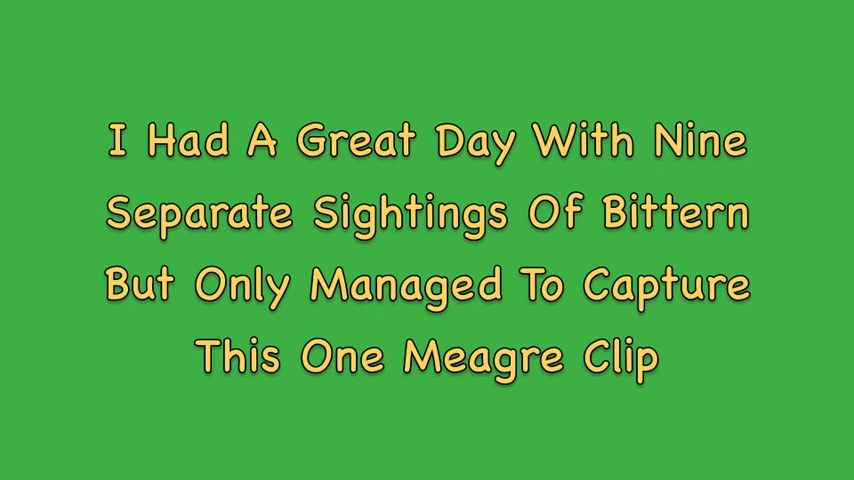 I Had A Great Day With Nine
Separate Sightings Of Bittern
But Only Managed To Capture
This One Meagre Clip